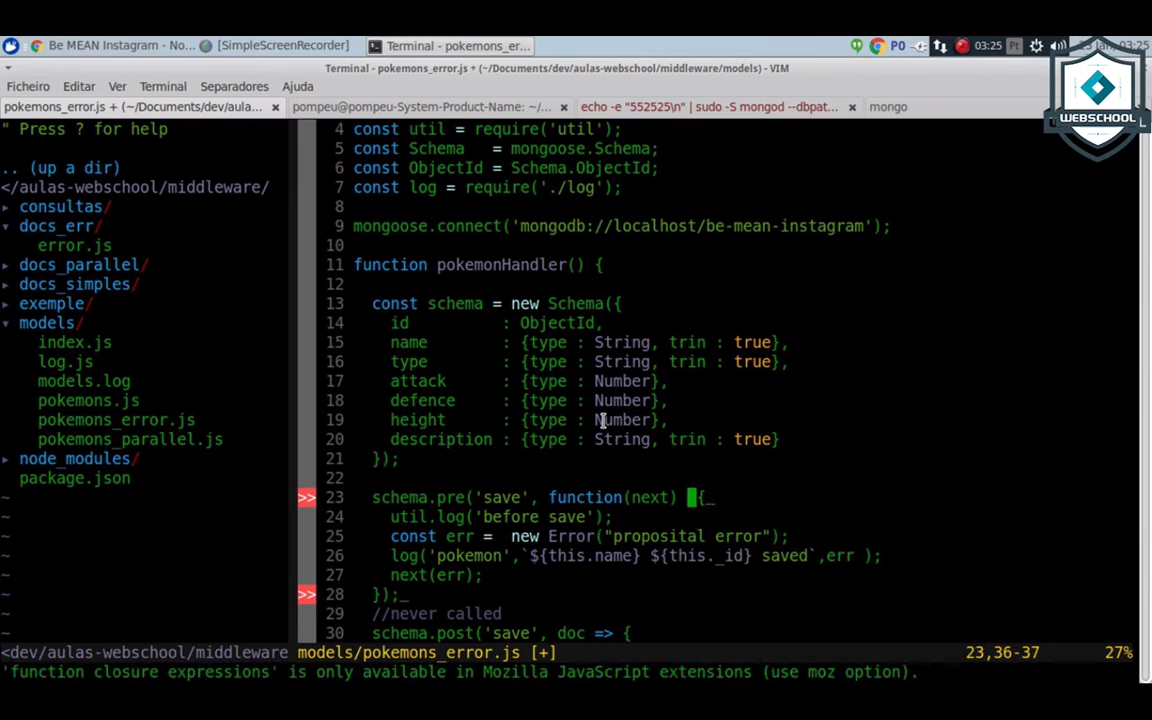 Be MEAN Instagram - No...
[SimpleScreenRecorder]
Terminal - pokemons_er...
PO
03:25
Pt
Terminal - pokemons_error.js + (~/Documents/dev/aulas-webschool/middleware/models) - VIM
Ficheiro Editar Ver Terminal Separadores Ajuda
WEBSCHOOL
pokemons_error.js + (~/Documents/dev/aula...
pompeu@pompeu-System-Product-Name: ~/...
echo -e "552525\n" | sudo -S mongod --dbpat...
mongo
" Press ? for help
.. (up a dir)
</aulas-webschool/middleware/
▸ consultas/
▾ docs_err/
error.js
▸ docs_parallel/
▸ docs_simples/
▸ exemple/
▾ models/
index.js
log.js
models.log
pokemons.js
pokemons_error.js
pokemons_parallel.js
▸ node_modules/
package.json
~
~
~
~
~
~
~
~
4 const util = require('util');
5 const Schema   = mongoose.Schema;
6 const ObjectId = Schema.ObjectId;
7 const log = require('./log');
8
9 mongoose.connect('mongodb://localhost/be-mean-instagram');
10
11 function pokemonHandler() {
12
13   const schema = new Schema({
14     id          : ObjectId,
15     name        : {type : String, trin : true},
16     type        : {type : String, trin : true},
17     attack      : {type : Number},
18     defence     : {type : Number},
19     height      : {type : Number},
20     description : {type : String, trin : true}
21   });
22
>> 23   schema.pre('save', function(next) {_
24     util.log('before save');
25     const err =  new Error("proposital error");
26     log('pokemon',`${this.name} ${this._id} saved`,err );
27     next(err);
>> 28   });_
29   //never called
30   schema.post('save', doc => {
<dev/aulas-webschool/middleware models/pokemons_error.js [+] 23,36-37 27%
'function closure expressions' is only available in Mozilla JavaScript extensions (use moz option).